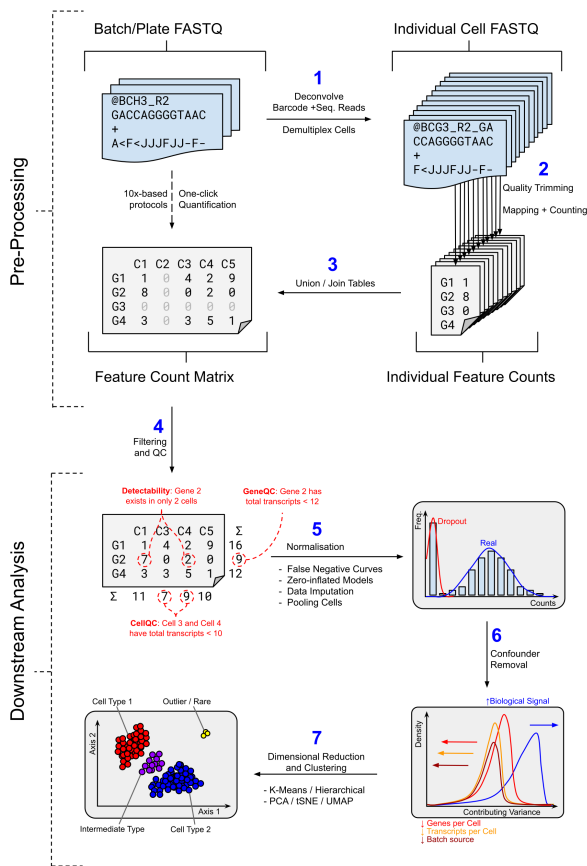 Batch/Plate FASTQ
Individual Cell FASTQ
@BCH3_R2
GACCAGGGGTAAC
+
A<F<JJJFJJ-F-
1
Deconvolve
Barcode +Seq. Reads
Demultiplex Cells
@BCG3_R2_GA
CCAGGGGTAAC
+
F<JJJFJJ-F-
2
Quality Trimming
Mapping + Counting
Pre-Processing
10x-based
protocols
One-click
Quantification
C1 C2 C3 C4 C5
G1 1 0 4 2 9
G2 8 0 0 2 0
G3 0 0 0 0 0
G4 3 0 3 5 1
3
Union / Join Tables
G1 1
G2 8
G3 0
G4
Feature Count Matrix
Individual Feature Counts
4
Filtering
and QC
Downstream Analysis
Detectability: Gene 2
exists in only 2 cells
GeneQC: Gene 2 has
total transcripts < 12
C1 C3 C4 C5 Σ
G1 1 4 2 9 16
G2 7 0 2 0 9
G4 3 3 5 1 12
Σ 11 7 9 10
CellQC: Cell 3 and Cell 4
have total transcripts < 10
5
Normalisation
- False Negative Curves
- Zero-inflated Models
- Data Imputation
- Pooling Cells
Freq.
Dropout
Real
Counts
6
Confounder
Removal
↑Biological Signal
Density
Contributing Variance
↓ Genes per Cell
↓ Transcripts per Cell
↓ Batch source
7
Dimensional Reduction
and Clustering
- K-Means / Hierarchical
- PCA / tSNE / UMAP
Cell Type 1
Outlier / Rare
Axis 2
Axis 1
Intermediate Type
Cell Type 2